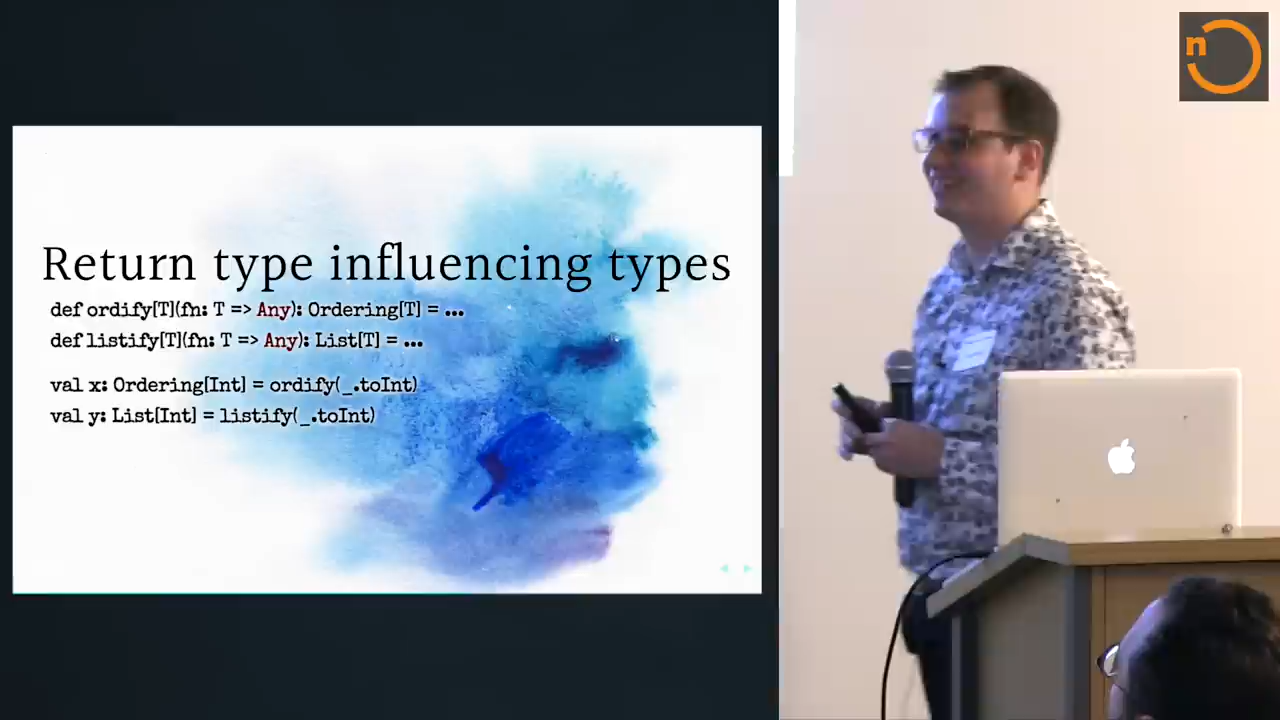 Return type influencing types
def ordify[T](fn: T => Any): Ordering[T] = ...
def listify[T](fn: T => Any): List[T] = ...
val x: Ordering[Int] = ordify(_.toInt)
val y: List[Int] = listify(_.toInt)
n